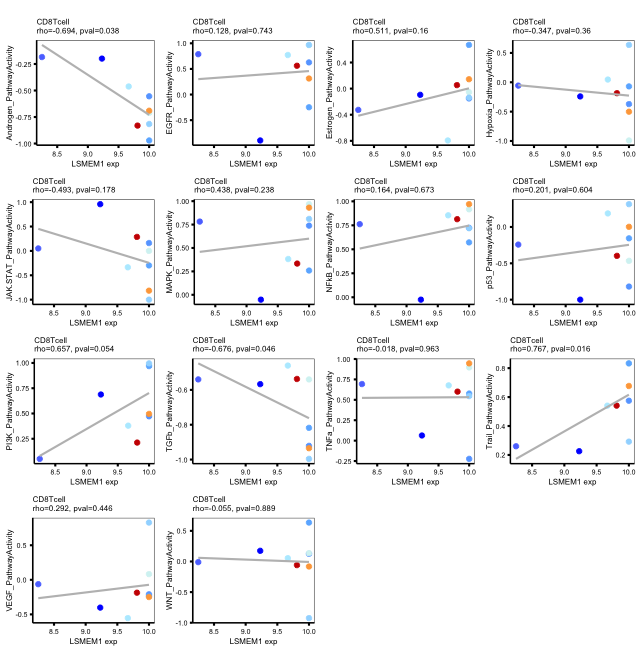 CD8Tcell
rho=-0.694, pval=0.038
Androgen_PathwayActivity
0.00
-0.25
-0.50
-0.75
-1.00
8.5 9.0 9.5 10.0
LSMEM1 exp
CD8Tcell
rho=0.128, pval=0.743
EGFR_PathwayActivity
1.0
0.5
0.0
-0.5
8.5 9.0 9.5 10.0
LSMEM1 exp
CD8Tcell
rho=0.511, pval=0.16
Estrogen_PathwayActivity
0.4
0.0
-0.4
-0.8
8.5 9.0 9.5 10.0
LSMEM1 exp
CD8Tcell
rho=-0.347, pval=0.36
Hypoxia_PathwayActivity
0.5
0.0
-0.5
-1.0
8.5 9.0 9.5 10.0
LSMEM1 exp
CD8Tcell
rho=-0.493, pval=0.178
JAK-STAT_PathwayActivity
1.0
0.5
0.0
-0.5
-1.0
8.5 9.0 9.5 10.0
LSMEM1 exp
CD8Tcell
rho=0.438, pval=0.238
MAPK_PathwayActivity
1.00
0.75
0.50
0.25
0.00
8.5 9.0 9.5 10.0
LSMEM1 exp
CD8Tcell
rho=0.164, pval=0.673
NFkB_PathwayActivity
1.00
0.75
0.50
0.25
0.00
8.5 9.0 9.5 10.0
LSMEM1 exp
CD8Tcell
rho=0.201, pval=0.604
p53_PathwayActivity
0.0
-0.5
-1.0
8.5 9.0 9.5 10.0
LSMEM1 exp
CD8Tcell
rho=0.657, pval=0.054
PI3K_PathwayActivity
1.00
0.75
0.50
0.25
8.5 9.0 9.5 10.0
LSMEM1 exp
CD8Tcell
rho=-0.676, pval=0.046
TGFb_PathwayActivity
-0.6
-0.8
-1.0
8.5 9.0 9.5 10.0
LSMEM1 exp
CD8Tcell
rho=-0.018, pval=0.963
TNFa_PathwayActivity
1.00
0.75
0.50
0.25
0.00
-0.25
8.5 9.0 9.5 10.0
LSMEM1 exp
CD8Tcell
rho=0.767, pval=0.016
Trail_PathwayActivity
0.8
0.6
0.4
0.2
8.5 9.0 9.5 10.0
LSMEM1 exp
CD8Tcell
rho=0.292, pval=0.446
VEGF_PathwayActivity
0.5
0.0
-0.5
8.5 9.0 9.5 10.0
LSMEM1 exp
CD8Tcell
rho=-0.055, pval=0.889
WNT_PathwayActivity
0.5
0.0
-0.5
-1.0
8.5 9.0 9.5 10.0
LSMEM1 exp